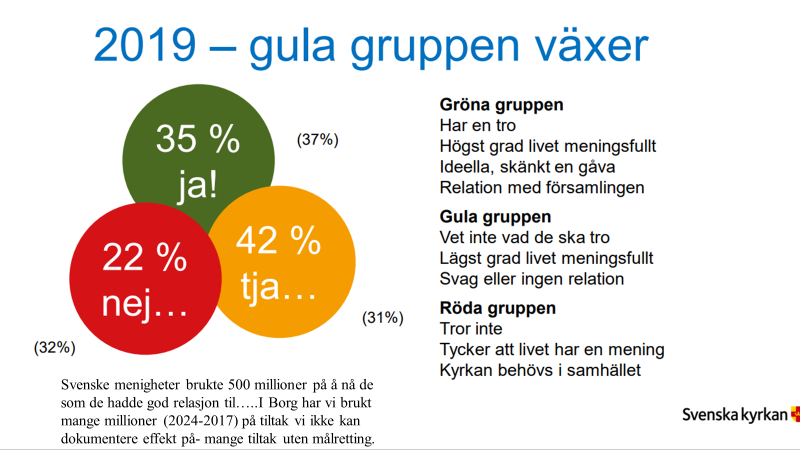 2019 – gula gruppen växer
35 %
ja!
(37%)
22 %
nej…
(32%)
42 %
tja…
(31%)
Gröna gruppen
Har en tro
Högst grad livet meningsfullt
Ideella, skänkt en gåva
Relation med församlingen
Gula gruppen
Vet inte vad de ska tro
Lägst grad livet meningsfullt
Svag eller ingen relation
Röda gruppen
Tror inte
Tycker att livet har en mening
Kyrkan behövs i samhället
Svenske menigheter brukte 500 millioner på å nå de
som de hadde god relasjon til…..I Borg har vi brukt
mange millioner (2024-2017) på tiltak vi ikke kan
dokumentere effekt på- mange tiltak uten målretting.
Svenska kyrkan